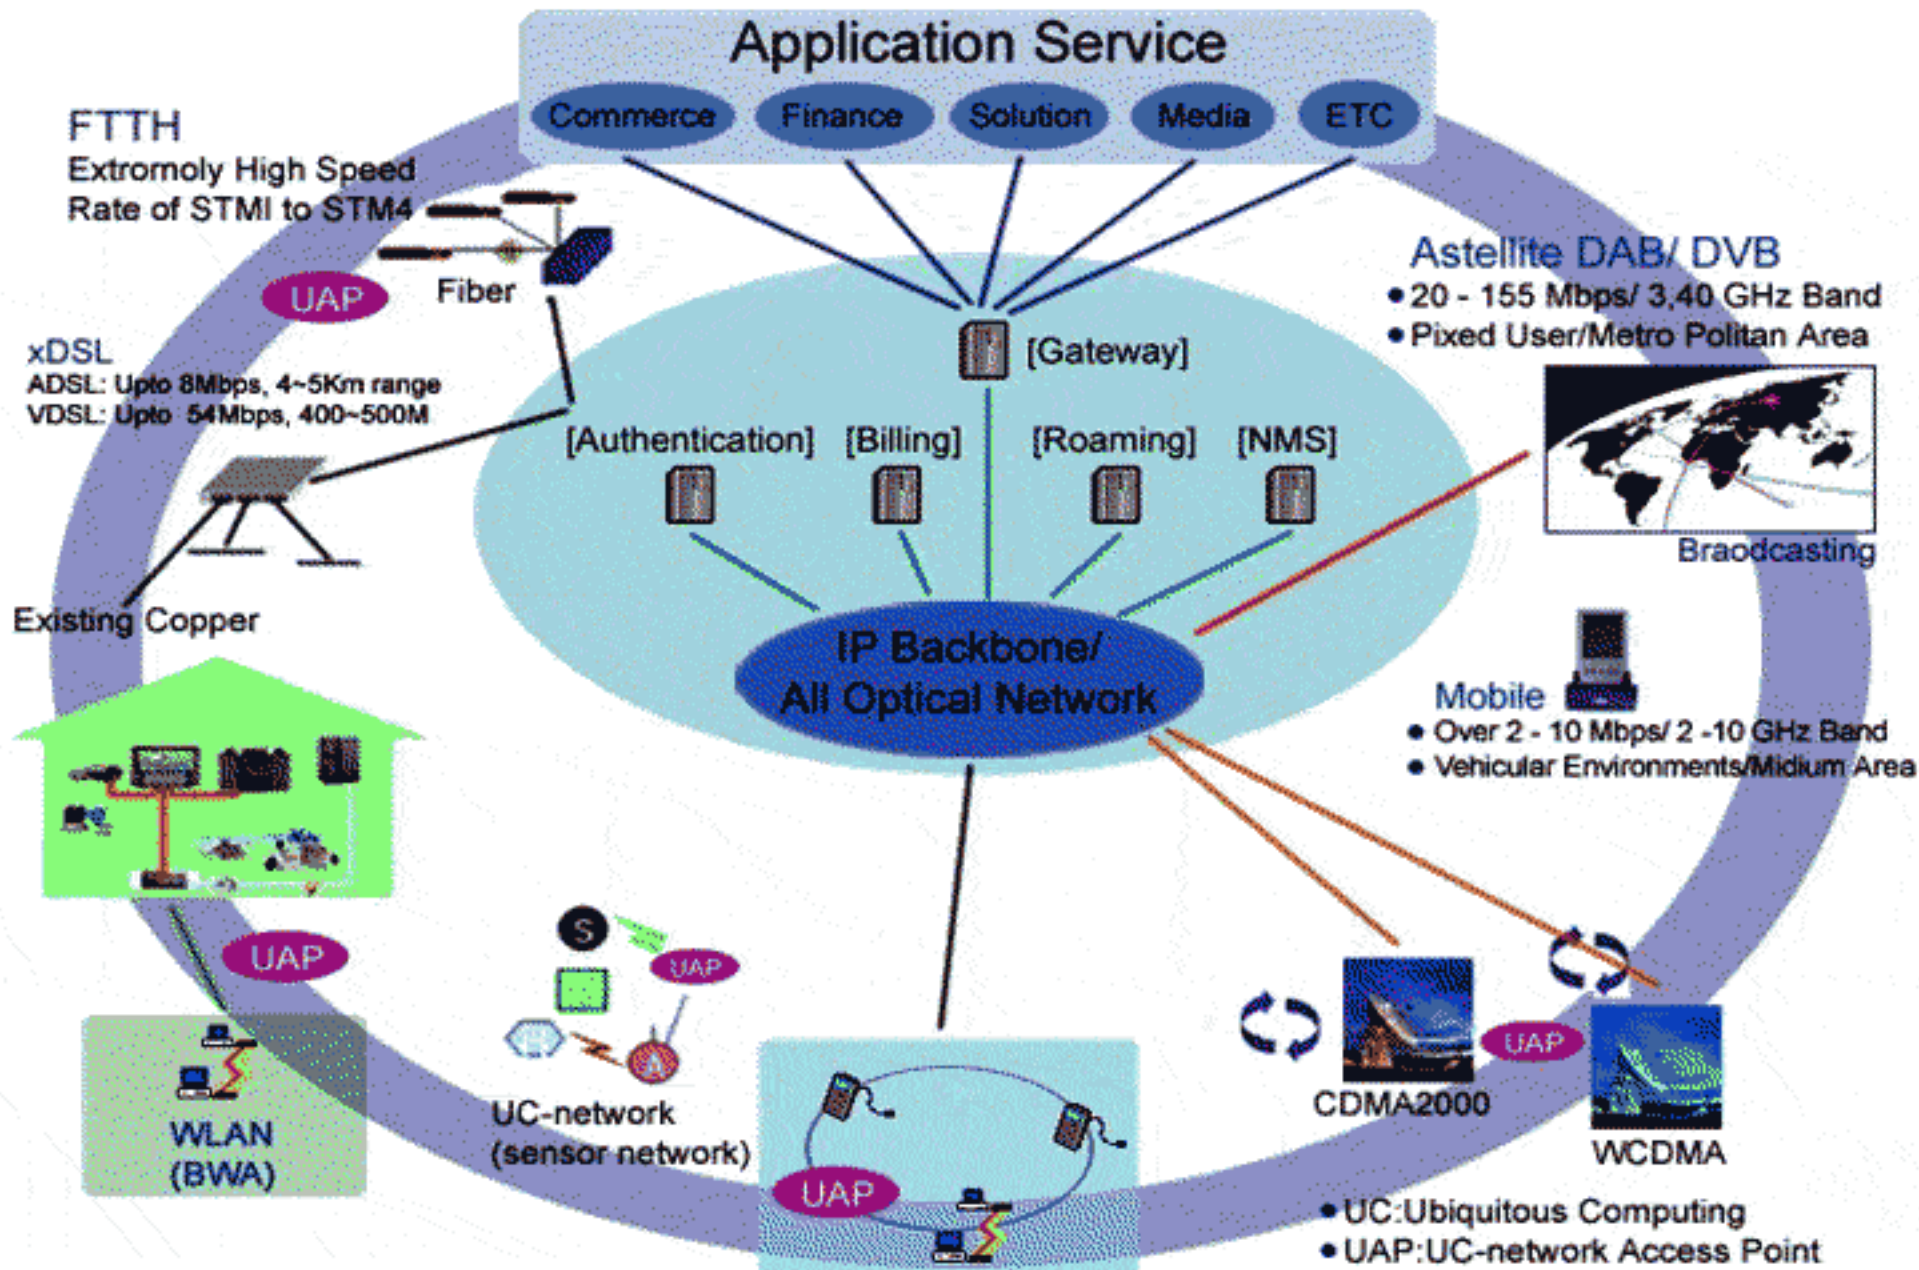 Application Service
Commerce
Finance
Solution
Media
ETC
FTTH
Extromoly High Speed
Rate of STMI to STM4
UAP
Fiber
xDSL
ADSL: Upto 8Mbps, 4~5Km range
VDSL: Upto 54Mbps, 400~500M
Existing Copper
[Gateway]
[Authentication]
[Billing]
[Roaming]
[NMS]
IP Backbone/
All Optical Network
Astellite DAB/ DVB
• 20 - 155 Mbps/ 3,40 GHz Band
• Pixed User/Metro Politan Area
Braodcasting
Mobile
• Over 2 - 10 Mbps/ 2 -10 GHz Band
• Vehicular Environments/Midium Area
UAP
WLAN
(BWA)
S
UAP
A
UC-network
(sensor network)
UAP
CDMA2000
UAP
WCDMA
• UC:Ubiquitous Computing
• UAP:UC-network Access Point